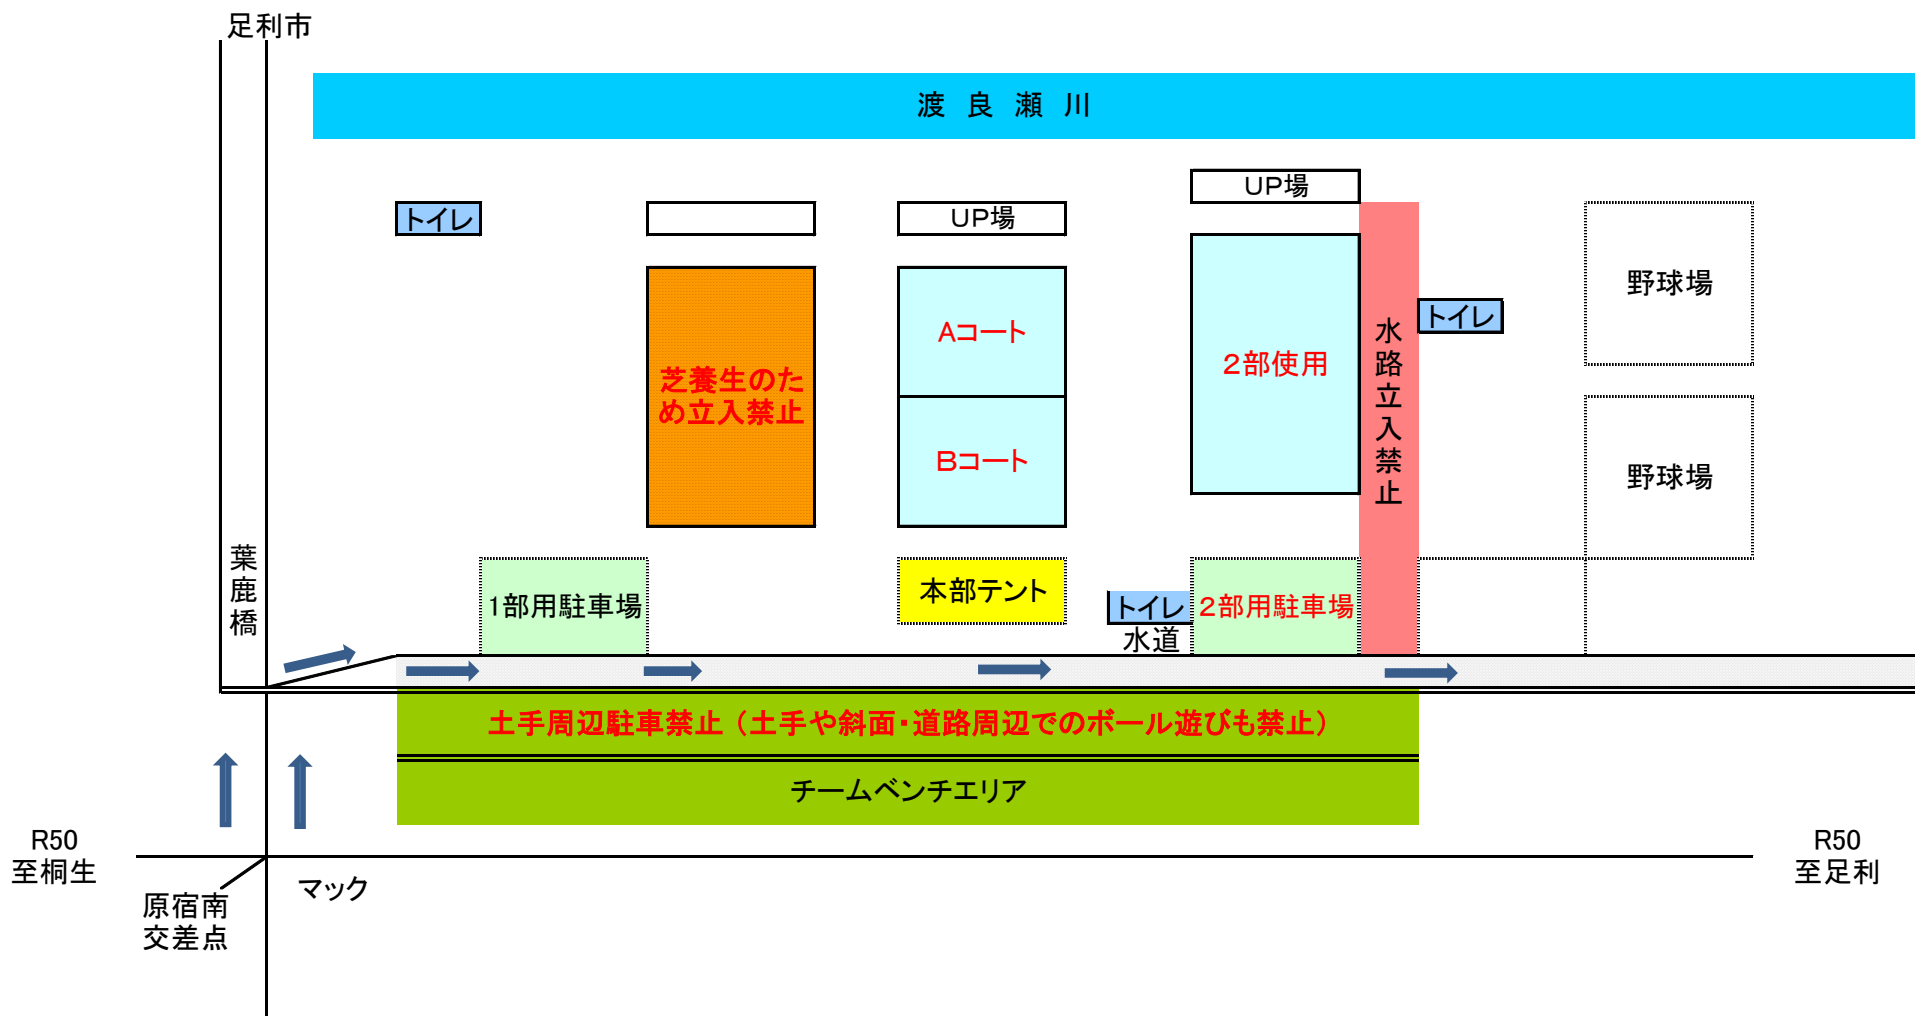 足利市
渡 良 瀬 川
UP場
トイレ
UP場
野球場
トイレ
Aコート
2部使用
水路立入禁止
芝養生のた
め立入禁止
Bコート
野球場
葉鹿橋
1部用駐車場
本部テント
トイレ
2部用駐車場
水道
土手周辺駐車禁止（土手や斜面・道路周辺でのボール遊びも禁止）
チームベンチエリア
R50
至桐生
R50
至足利
マック
原宿南
交差点